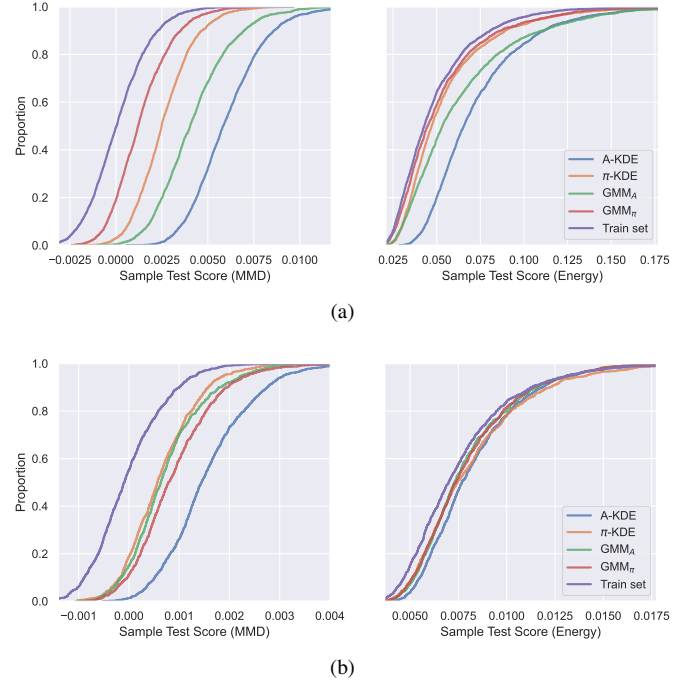 1.0
0.8
0.6
0.4
0.2
0.0
Proportion
−0.0025 0.0000 0.0025 0.0050 0.0075 0.0100
Sample Test Score (MMD)
A-KDE
π-KDE
GMM_A
GMM_π
Train set
0.025 0.050 0.075 0.100 0.125 0.150 0.175
Sample Test Score (Energy)
(a)
1.0
0.8
0.6
0.4
0.2
0.0
Proportion
−0.001 0.000 0.001 0.002 0.003 0.004
Sample Test Score (MMD)
A-KDE
π-KDE
GMM_A
GMM_π
Train set
0.0050 0.0075 0.0100 0.0125 0.0150 0.0175
Sample Test Score (Energy)
(b)